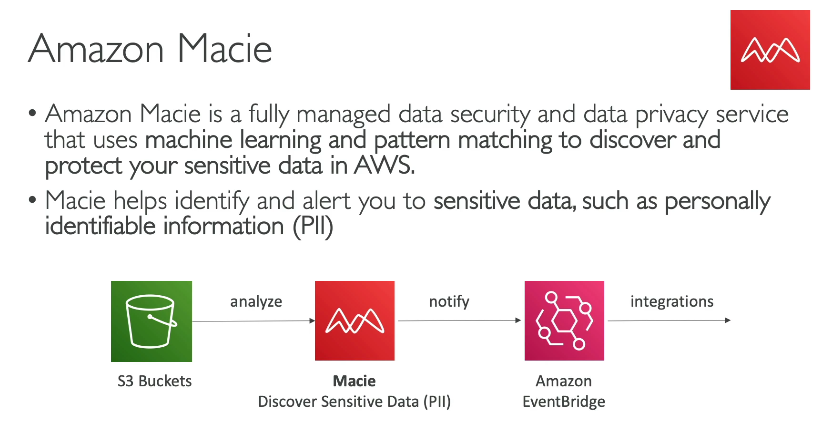 Amazon Macie
• Amazon Macie is a fully managed data security and data privacy service
that uses machine learning and pattern matching to discover and
protect your sensitive data in AWS.
• Macie helps identify and alert you to sensitive data, such as personally
identifiable information (PII)
analyze
notify
integrations
S3 Buckets
Macie
Discover Sensitive Data (PII)
Amazon
EventBridge